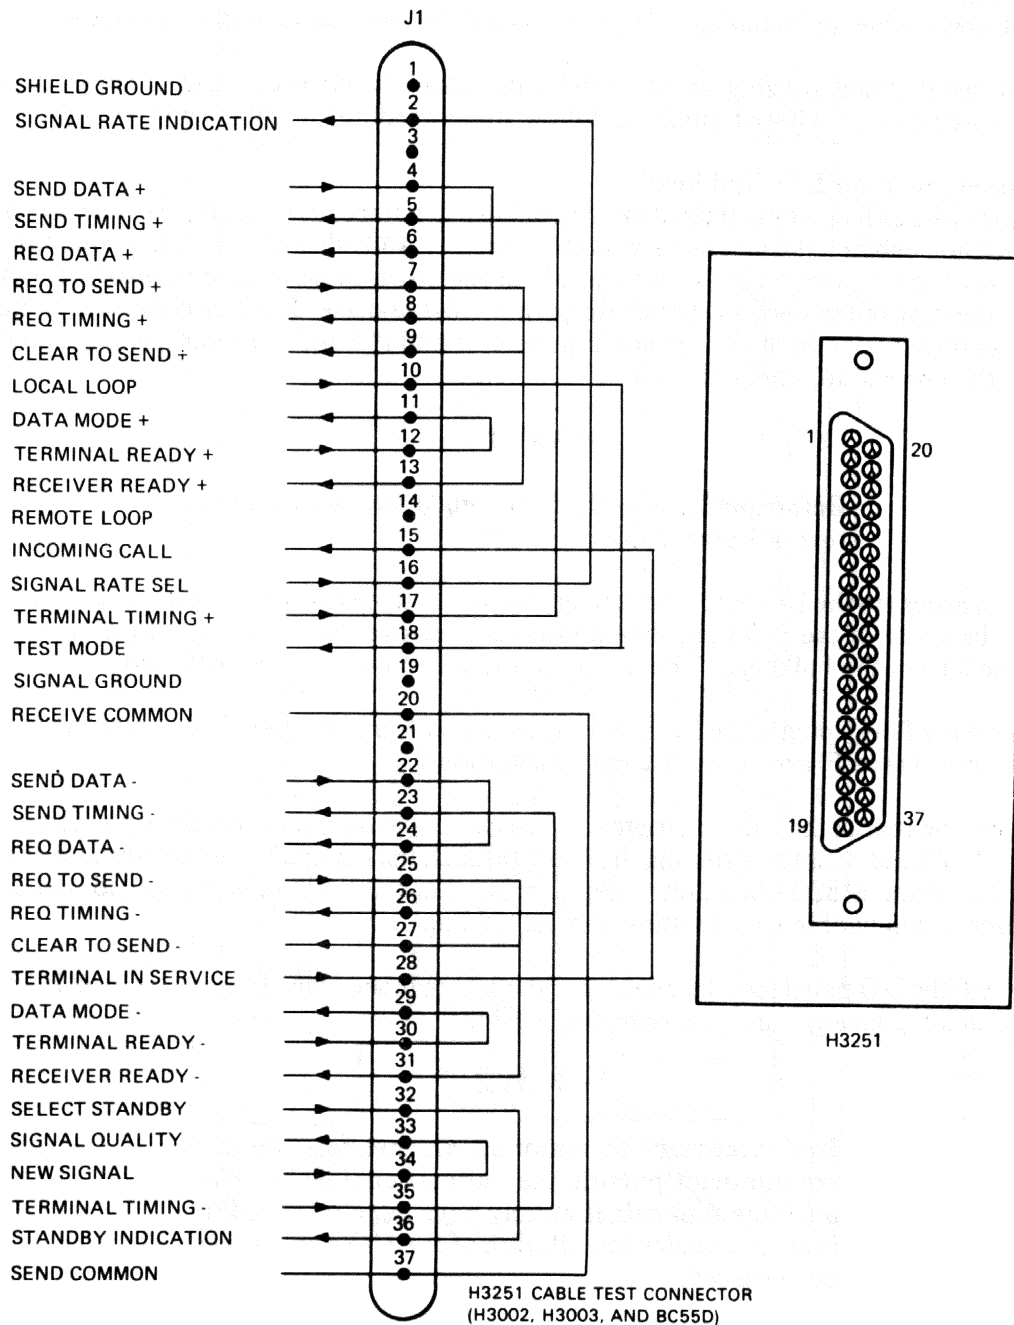 J1
1
SHIELD GROUND
2
SIGNAL RATE INDICATION
3
4
SEND DATA +
5
SEND TIMING +
6
REQ DATA +
7
REQ TO SEND +
8
REQ TIMING +
9
CLEAR TO SEND +
10
LOCAL LOOP
11
DATA MODE +
12
TERMINAL READY +
13
RECEIVER READY +
14
REMOTE LOOP
15
INCOMING CALL
16
SIGNAL RATE SEL
17
TERMINAL TIMING +
18
TEST MODE
19
SIGNAL GROUND
20
RECEIVE COMMON
21
22
SEND DATA -
23
SEND TIMING -
24
REQ DATA -
25
REQ TO SEND -
26
REQ TIMING -
27
CLEAR TO SEND -
28
TERMINAL IN SERVICE
29
DATA MODE -
30
TERMINAL READY -
31
RECEIVER READY -
32
SELECT STANDBY
33
SIGNAL QUALITY
34
NEW SIGNAL
35
TERMINAL TIMING -
36
STANDBY INDICATION
37
SEND COMMON
1
20
19
37
H3251
H3251 CABLE TEST CONNECTOR
(H3002, H3003, AND BC55D)